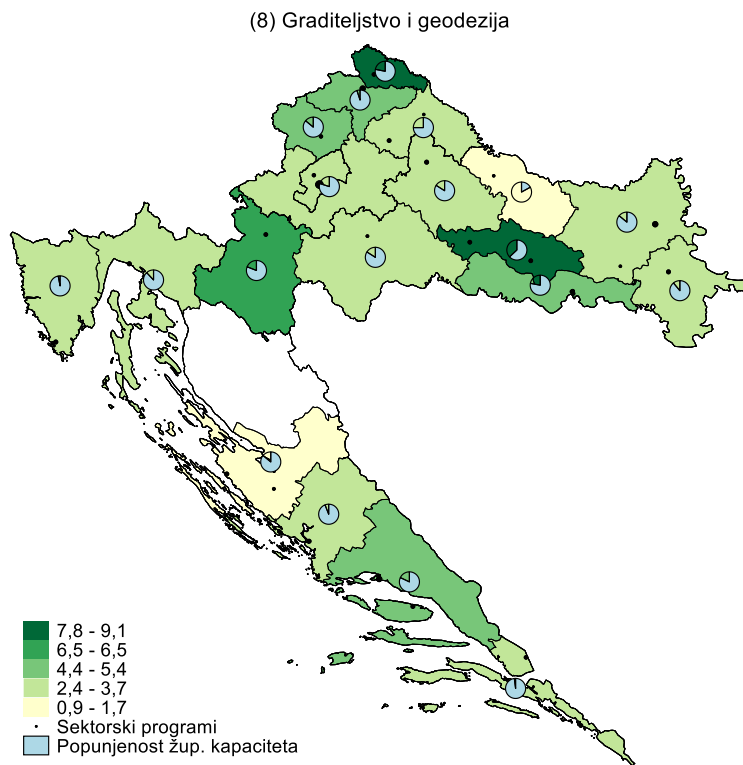 (8) Graditeljstvo i geodezija
7,8 - 9,1
6,5 - 6,5
4,4 - 5,4
2,4 - 3,7
0,9 - 1,7
Sektorski programi
Popunjenost žup. kapaciteta